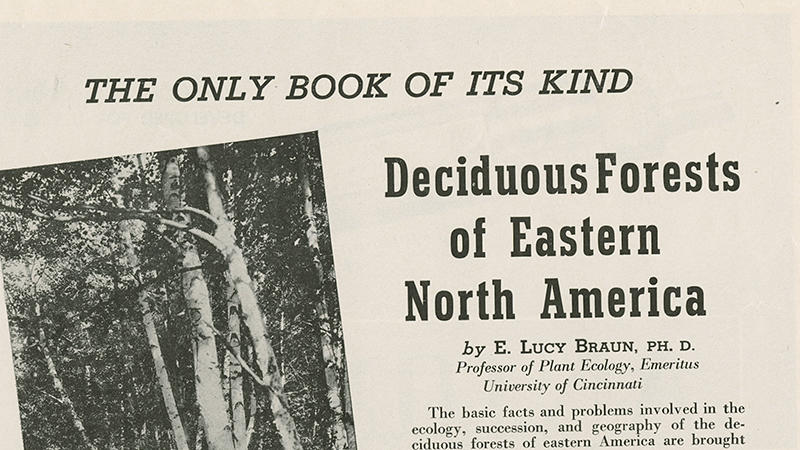 THE ONLY BOOK OF ITS KIND
Deciduous Forests
of Eastern
North America
by E. LUCY BRAUN, PH. D.
Professor of Plant Ecology, Emeritus
University of Cincinnati
The basic facts and problems involved in the
ecology, succession, and geography of the de-
ciduous forests of eastern America are brought